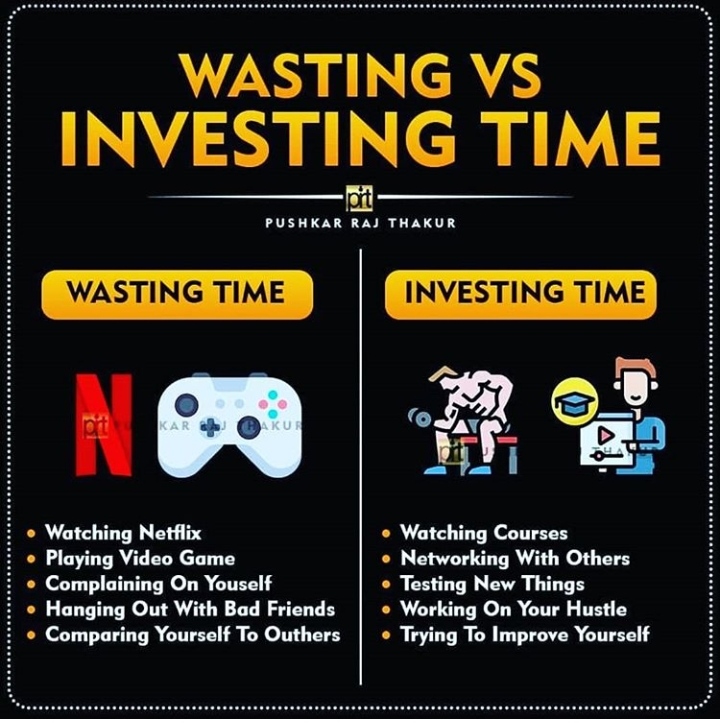 WASTING VS
INVESTING TIME
prt
PUSHKAR RAJ THAKUR
WASTING TIME
INVESTING TIME
N
Watching Netflix
Playing Video Game
Complaining On Youself
Hanging Out With Bad Friends
Comparing Yourself To Outhers
Watching Courses
Networking With Others
Testing New Things
Working On Your Hustle
Trying To Improve Yourself